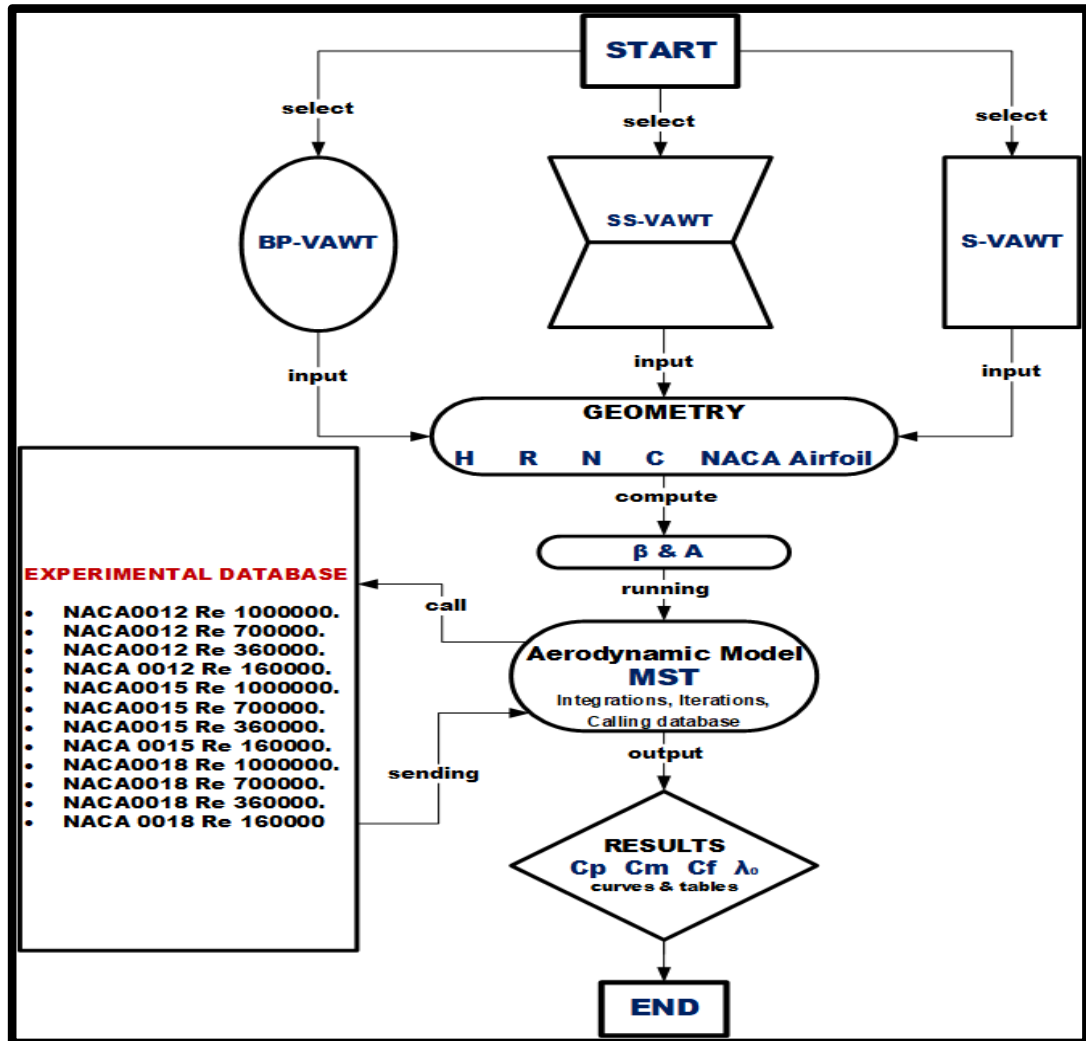 START
select
select
select
BP-VAWT
SS-VAWT
S-VAWT
input
input
input
GEOMETRY
H R N C NACA Airfoil
compute
β & A
running
EXPERIMENTAL DATABASE
• NACA0012 Re 1000000.
• NACA0012 Re 700000.
• NACA0012 Re 360000.
• NACA 0012 Re 160000.
• NACA0015 Re 1000000.
• NACA0015 Re 700000.
• NACA0015 Re 360000.
• NACA 0015 Re 160000.
• NACA0018 Re 1000000.
• NACA0018 Re 700000.
• NACA0018 Re 360000.
• NACA 0018 Re 160000
call
sending
Aerodynamic Model
MST
Integrations, Iterations,
Calling database
output
RESULTS
Cp Cm Cf λ₀
curves & tables
END